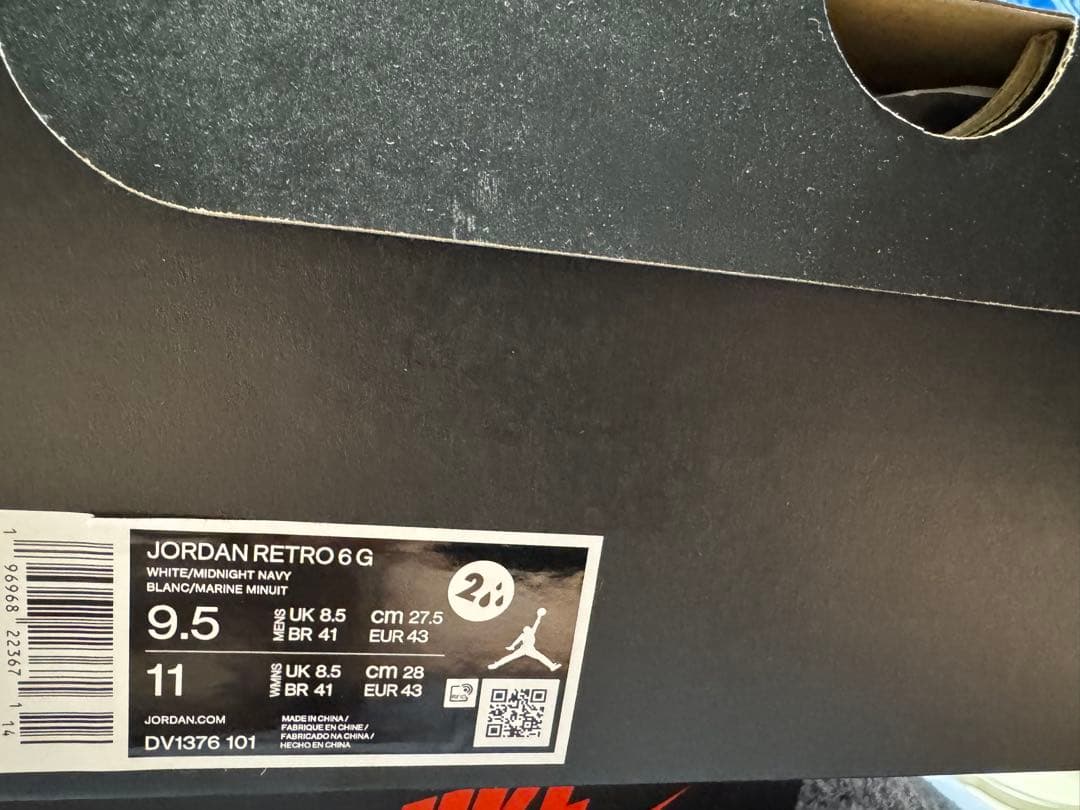 JORDAN RETRO 6 G
WHITE/MIDNIGHT NAVY
BLANC/MARINE MINUIT
9.5 MENS UK 8.5 cm 27.5
BR 41 EUR 43
11 WMNS UK 8.5 cm 28
BR 41 EUR 43
JORDAN.COM
DV1376 101
MADE IN CHINA /
FABRIQUE EN CHINE /
FABRICADO NA CHINA /
HECHO EN CHINA
2
1 96968 22367 1 14
NIKE